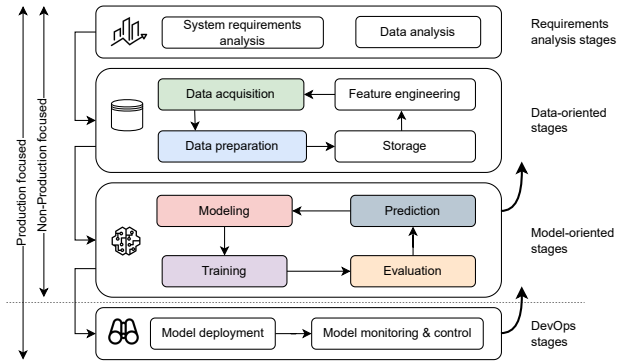 Production focused
Non-Production focused
System requirements
analysis
Data analysis
Requirements
analysis stages
Data acquisition
Feature engineering
Data preparation
Storage
Data-oriented
stages
Modeling
Prediction
Training
Evaluation
Model-oriented
stages
Model deployment
Model monitoring & control
DevOps
stages